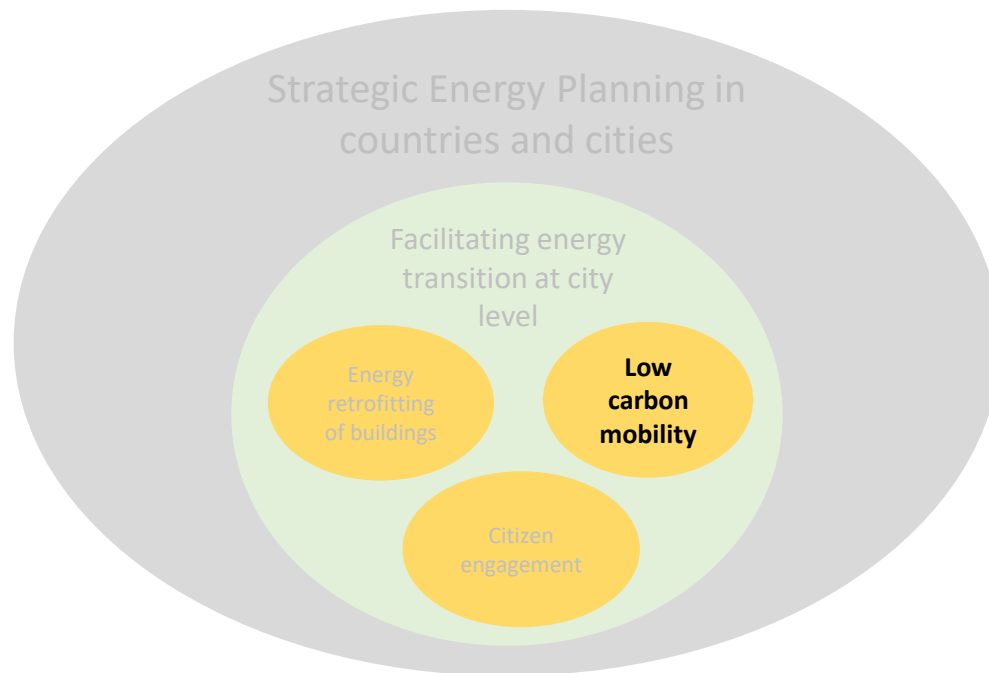 Strategic Energy Planning in
countries and cities
Facilitating energy
transition at city
level
Energy
retrofitting
of buildings
Low
carbon
mobility
Citizen
engagement